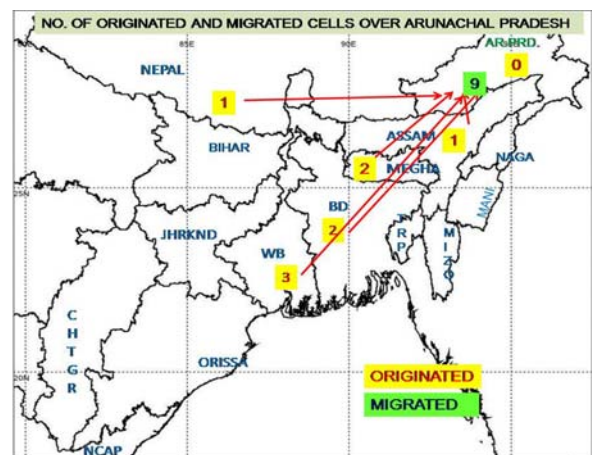 NO. OF ORIGINATED AND MIGRATED CELLS OVER ARUNACHAL PRADESH
85E
90E
AR.PRD.
NEPAL
0
9
1
ASSAM
1
BIHAR
2
MEGHA
NAGA
25N
BD
MANI
2
TRP
MIZO
JHRKND
WB
3
CHTGR
ORISSA
20N
ORIGINATED
MIGRATED
NCAP